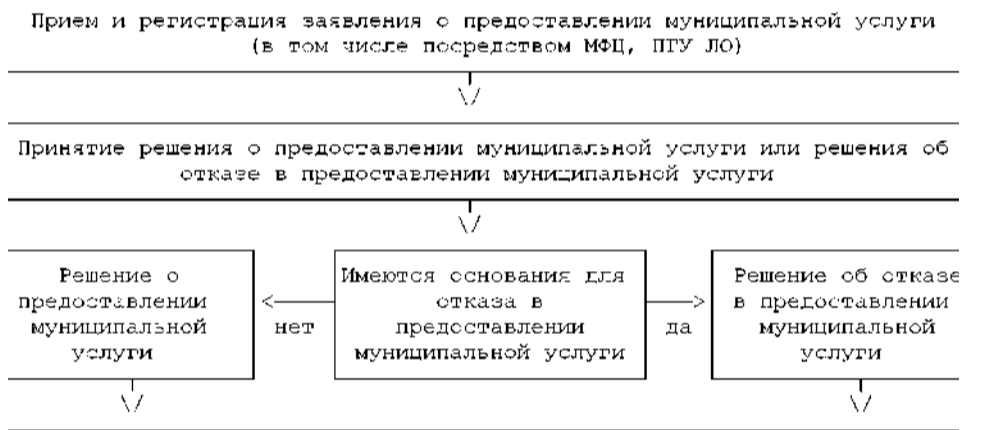 Прием и регистрация заявления о предоставлении муниципальной услуги
(в том числе посредством МФЦ, ПГУ ЛО)
Принятие решения о предоставлении муниципальной услуги или решения об
отказе в предоставлении муниципальной услуги
Решение о
предоставлении
муниципальной
услуги
нет
Имеются основания для
отказа в
предоставлении
муниципальной услуги
да
Решение об отказе
в предоставлении
муниципальной
услуги